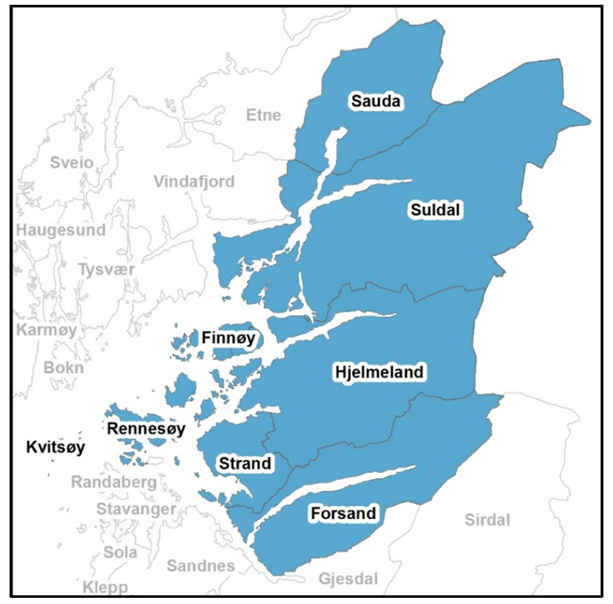 Sauda
Etne
Sveio
Vindafjord
Suldal
Haugesund
Tysvær
Karmøy
Finnøy
Bokn
Hjelmeland
Rennesøy
Kvitsøy
Strand
Randaberg
Stavanger
Forsand
Sirdal
Sola
Sandnes
Gjesdal
Klepp